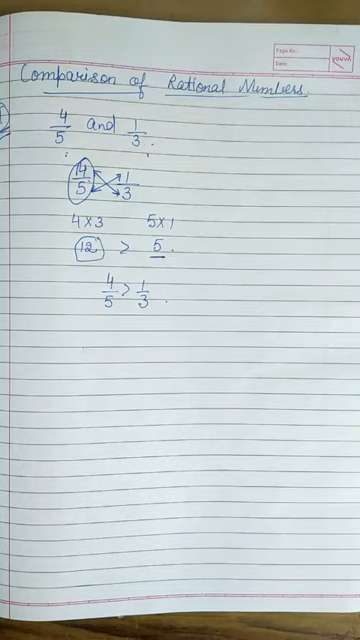 Page No.:
Date:
YOUVA
Comparison of Rational Numbers.
4/5 and 1/3.
4/5 1/3
4×3 5×1
12 > 5.
4/5 > 1/3.